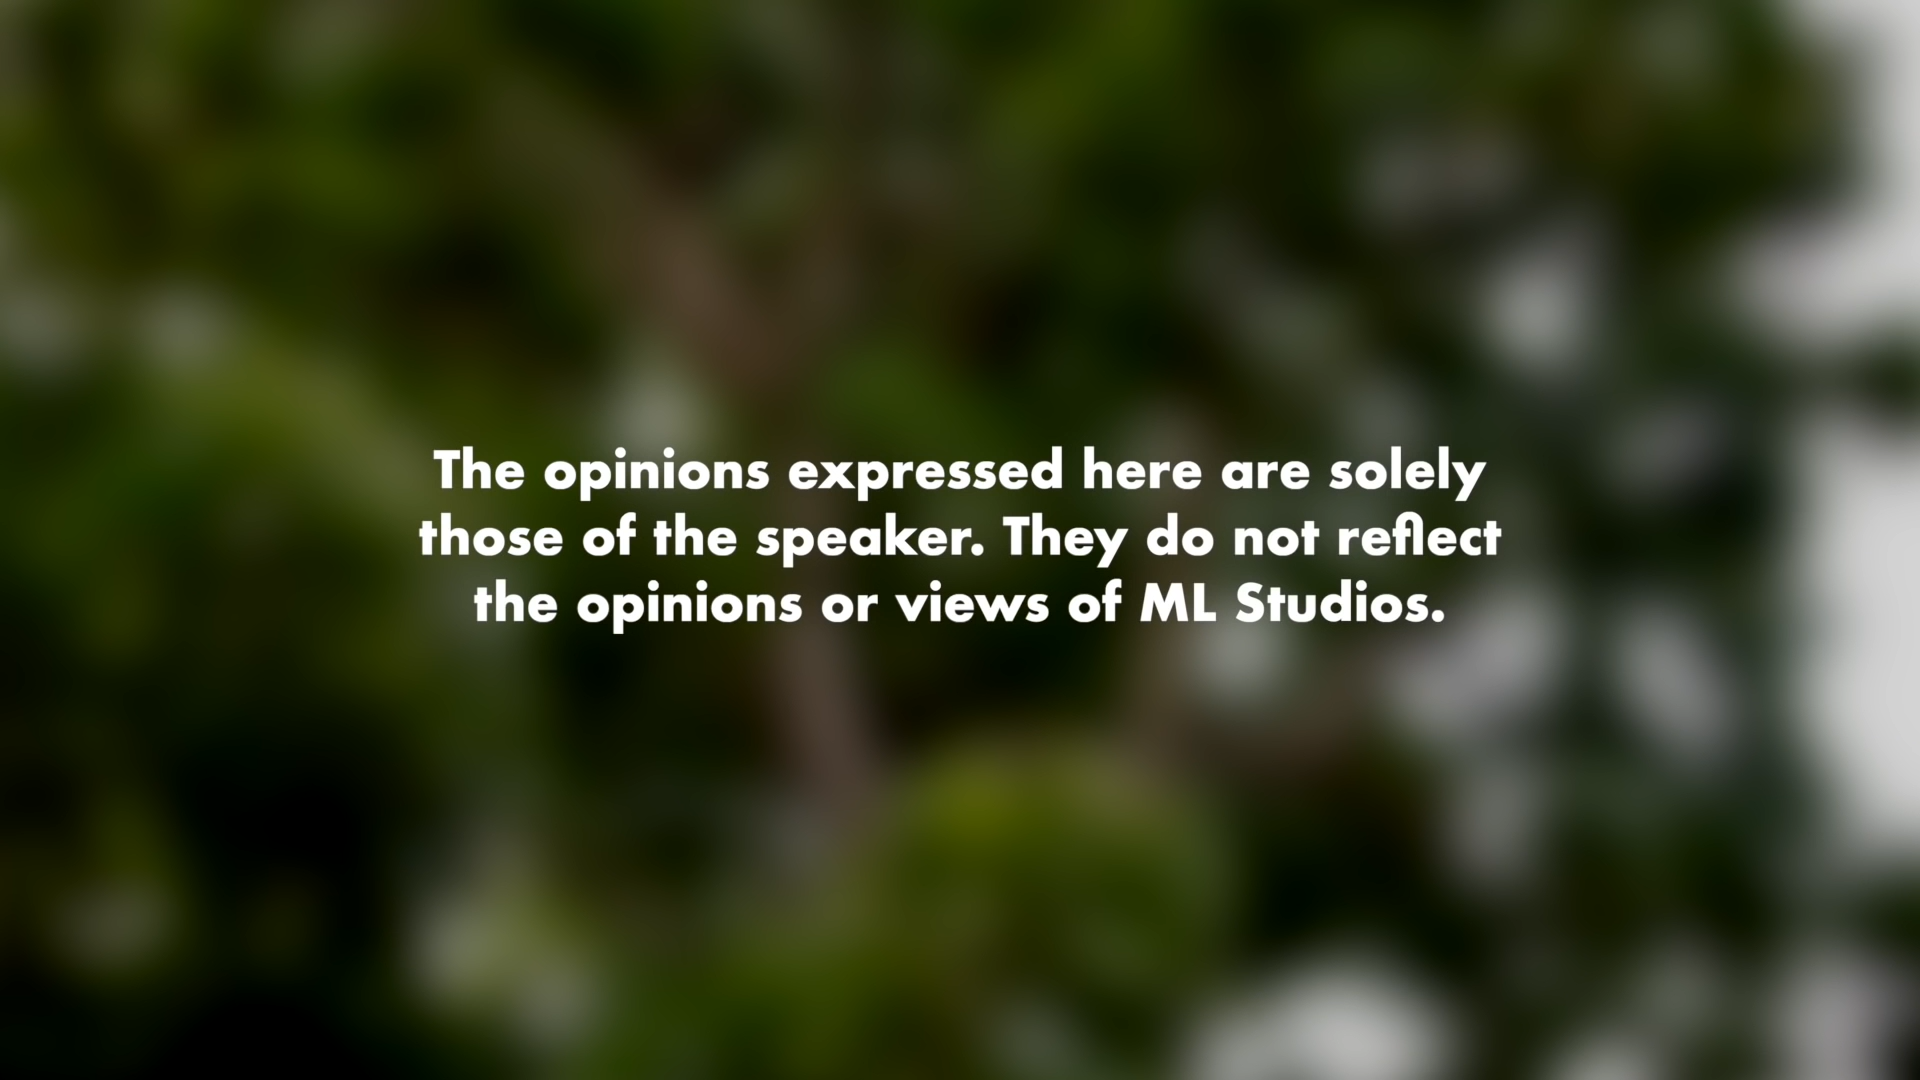 The opinions expressed here are solely
those of the speaker. They do not reflect
the opinions or views of ML Studios.